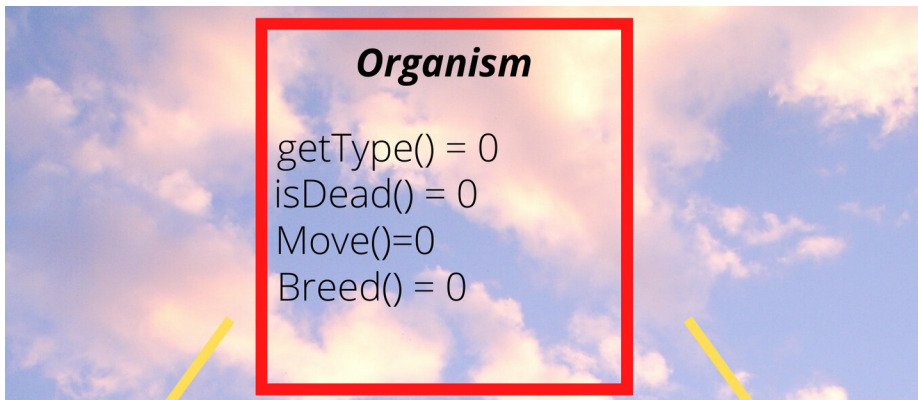 Organism
getType() = 0
isDead() = 0
Move()=0
Breed() = 0